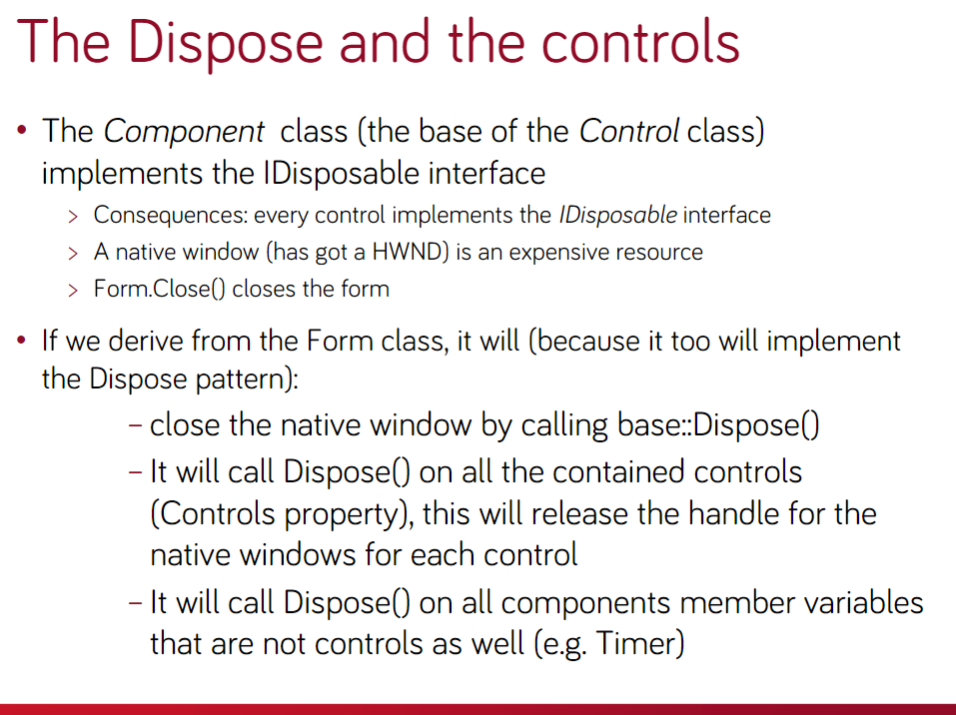 The Dispose and the controls
• The Component class (the base of the Control class)
implements the IDisposable interface
> Consequences: every control implements the IDisposable interface
> A native window (has got a HWND) is an expensive resource
> Form.Close() closes the form
• If we derive from the Form class, it will (because it too will implement
the Dispose pattern):
– close the native window by calling base::Dispose()
– It will call Dispose() on all the contained controls
(Controls property), this will release the handle for the
native windows for each control
– It will call Dispose() on all components member variables
that are not controls as well (e.g. Timer)